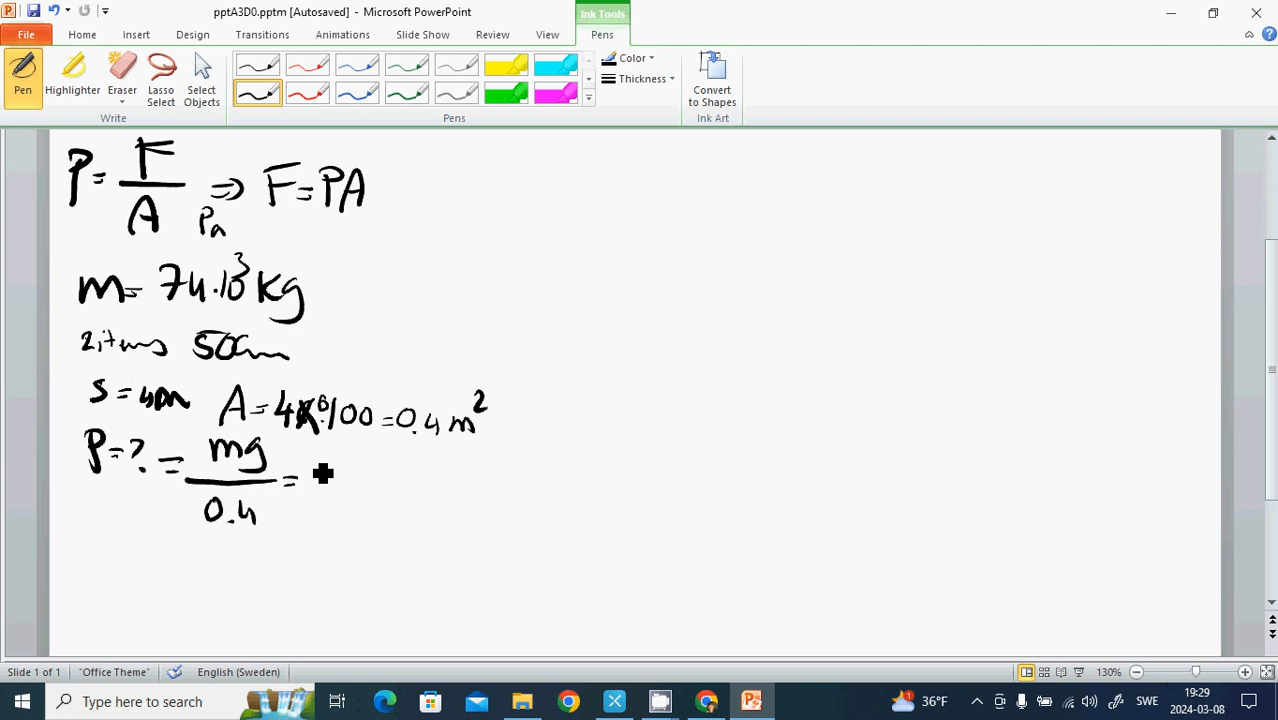 pptA3D0.pptm [Autosaved] - Microsoft PowerPoint
Ink Tools
File Home Insert Design Transitions Animations Slide Show Review View Pens
Pen Highlighter Eraser Lasso Select Select Objects
Color
Thickness
Convert to Shapes
Write Pens Ink Art
P = F/A ⇒ F = PA
Pa
m = 74.10³ Kg
2 items 50cm
A = 4 100 = 0.4 m²
P = ? = mg/0.4 =
Slide 1 of 1 "Office Theme" English (Sweden) 130%
Type here to search 36°F SWE 19:29
2024-03-08